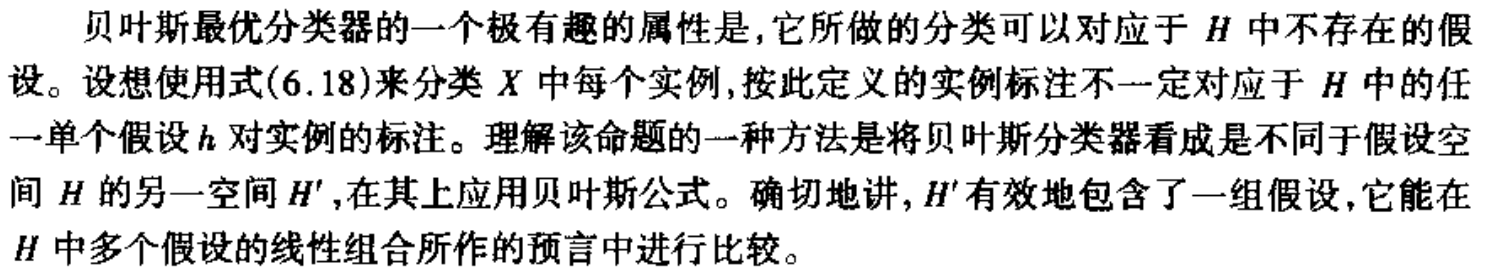 贝叶斯最优分类器的一个极有趣的属性是,它所做的分类可以对应于 H 中不存在的假
设。设想使用式(6.18)来分类 X 中每个实例,按此定义的实例标注不一定对应于 H 中的任
一单个假设 h 对实例的标注。理解该命题的一种方法是将贝叶斯分类器看成是不同于假设空
间 H 的另一空间 H′,在其上应用贝叶斯公式。确切地讲, H′有效地包含了一组假设,它能在
H 中多个假设的线性组合所作的预言中进行比较。